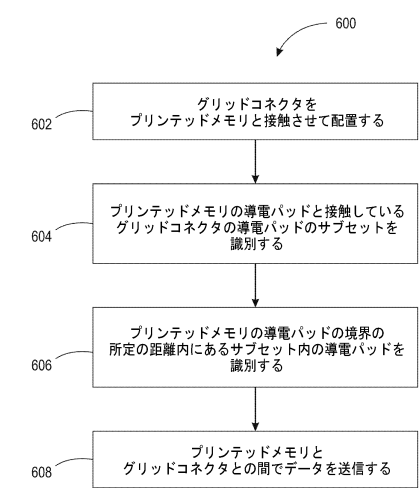 600
602
グリッドコネクタを
プリンテッドメモリと接触させて配置する
604
プリンテッドメモリの導電パッドと接触している
グリッドコネクタの導電パッドのサブセットを
識別する
606
プリンテッドメモリの導電パッドの境界の
所定の距離内にあるサブセット内の導電パッドを
識別する
608
プリンテッドメモリと
グリッドコネクタとの間でデータを送信する